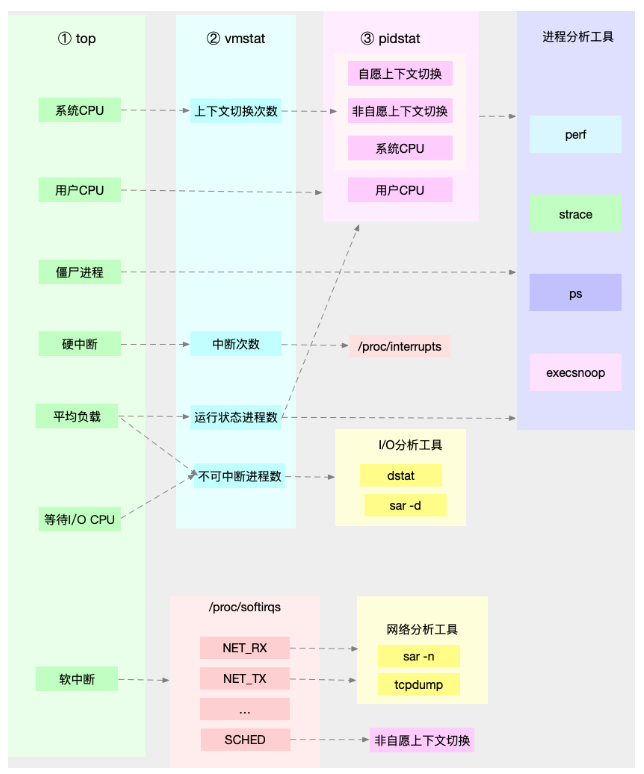 ① top
系统CPU
用户CPU
僵尸进程
硬中断
平均负载
等待I/O CPU
软中断
② vmstat
上下文切换次数
中断次数
运行状态进程数
不可中断进程数
③ pidstat
自愿上下文切换
非自愿上下文切换
系统CPU
用户CPU
/proc/interrupts
I/O分析工具
dstat
sar -d
进程分析工具
perf
strace
ps
execsnoop
/proc/softirqs
NET_RX
NET_TX
...
SCHED
网络分析工具
sar -n
tcpdump
非自愿上下文切换